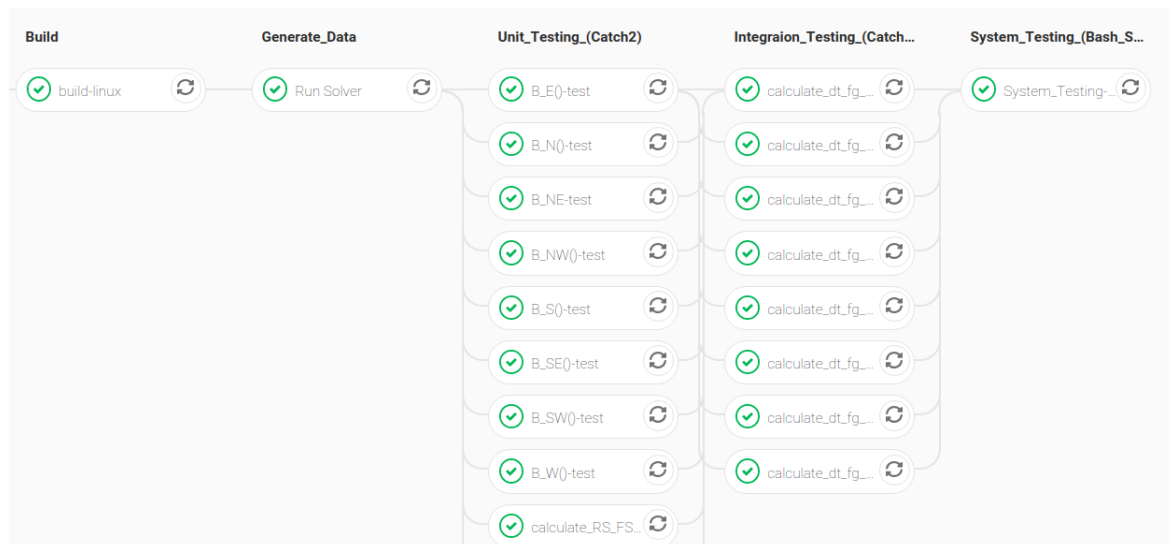 Build
Generate_Data
Unit_Testing_(Catch2)
Integraion_Testing_(Catch...
System_Testing_(Bash_S...
build-linux
Run Solver
B_E()-test
calculate_dt_fg_...
System_Testing-...
B_N()-test
calculate_dt_fg_...
B_NE-test
calculate_dt_fg_...
B_NW()-test
calculate_dt_fg_...
B_S()-test
calculate_dt_fg_...
B_SE()-test
calculate_dt_fg_...
B_SW()-test
calculate_dt_fg_...
B_W()-test
calculate_dt_fg_...
calculate_RS_FS...